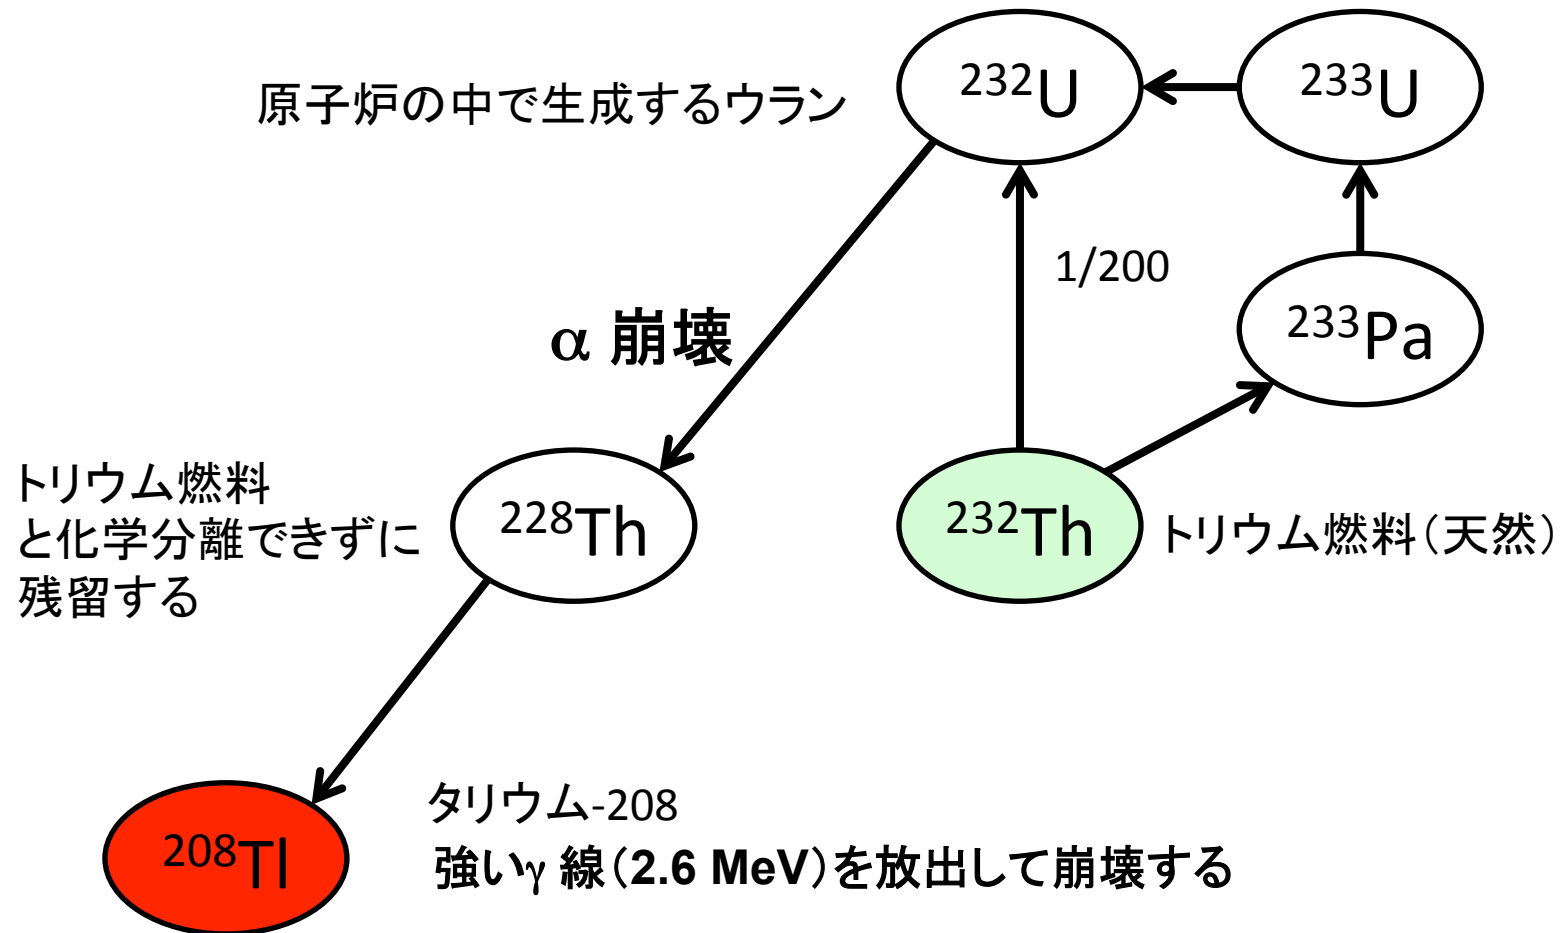 ²³²U
²³³U
原子炉の中で生成するウラン
1/200
α 崩壊
²³³Pa
トリウム燃料
と化学分離できずに
残留する
²²⁸Th
²³²Th
トリウム燃料（天然）
²⁰⁸Tl
タリウム-208
強いγ 線（2.6 MeV）を放出して崩壊する